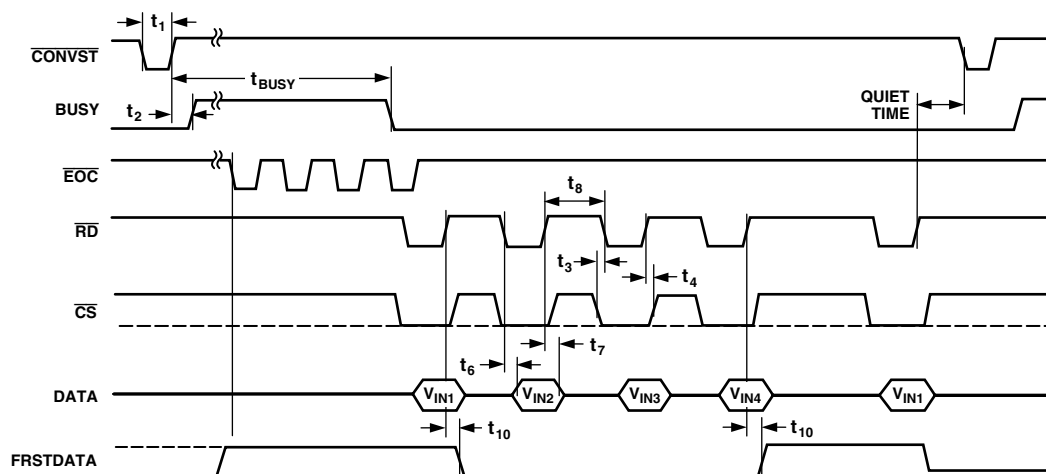 t1
CONVST
tBUSY
BUSY
t2
QUIET
TIME
EOC
t8
RD
t3
t4
CS
t6
t7
DATA
VIN1
VIN2
VIN3
VIN4
VIN1
t10
t10
FRSTDATA